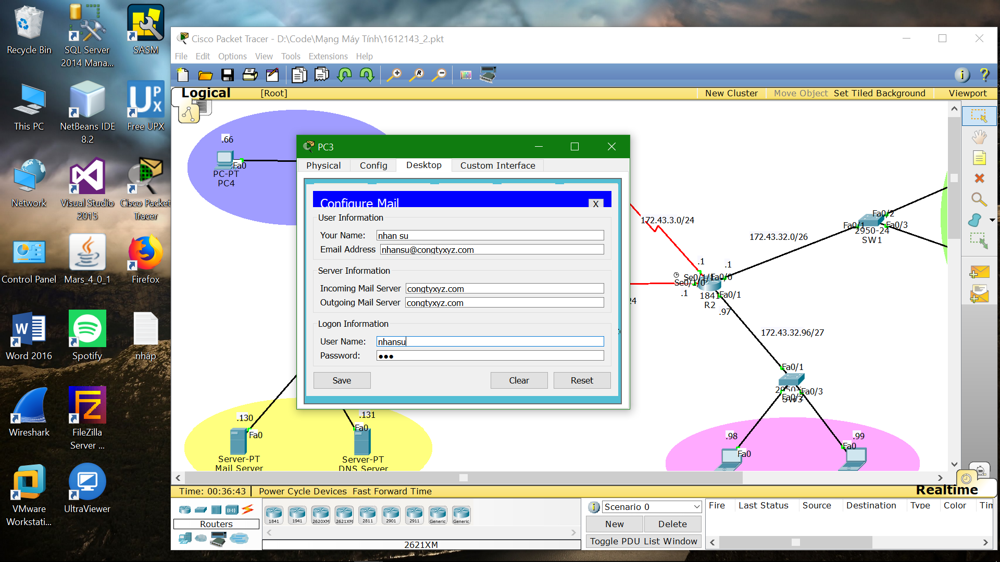 Recycle Bin
SQL Server
2014 Mana...
SASM
This PC
NetBeans IDE
8.2
UPX
Free UPX
Network
Visual Studio
2015
Cisco Packet
Tracer
Control Panel
Mars_4_0_1
Firefox
Word 2016
Spotify
nháp
Wireshark
FileZilla
Server ...
VMware
Workstati...
UltraViewer
Cisco Packet Tracer - D:\Code\Mạng Máy Tính\1612143_2.pkt
File Edit Options View Tools Extensions Help
Logical [Root] New Cluster Move Object Set Tiled Background Viewport
.66
Fa0
PC-PT
PC4
PC3
Physical Config Desktop Custom Interface
Configure Mail X
User Information
Your Name: nhan su
Email Address nhansu@congtyxyz.com
Server Information
Incoming Mail Server congtyxyz.com
Outgoing Mail Server congtyxyz.com
Logon Information
User Name: nhansu
Password: ●●●
Save Clear Reset
172.43.3.0/24
172.43.32.0/26
Fa0/2
Fa0/1
Fa0/3
2950-24
SW1
.1
.1
Se0/1/1
Fa0/0
Se0/1/0
.1
1841
Fa0/1
R2
.97
24
172.43.32.96/27
Fa0/1
Fa0/3
Fa0/2
SW3
.98
Fa0
.99
Fa0
.130
Fa0
Server-PT
Mail Server
.131
Fa0
Server-PT
DNS Server
Time: 00:36:43 Power Cycle Devices Fast Forward Time
Realtime
Routers
1841 1941 2620XM 2621XM 2811 2901 2911 Generic Generic
2621XM
Scenario 0
New Delete
Toggle PDU List Window
Fire Last Status Source Destination Type Color Tim